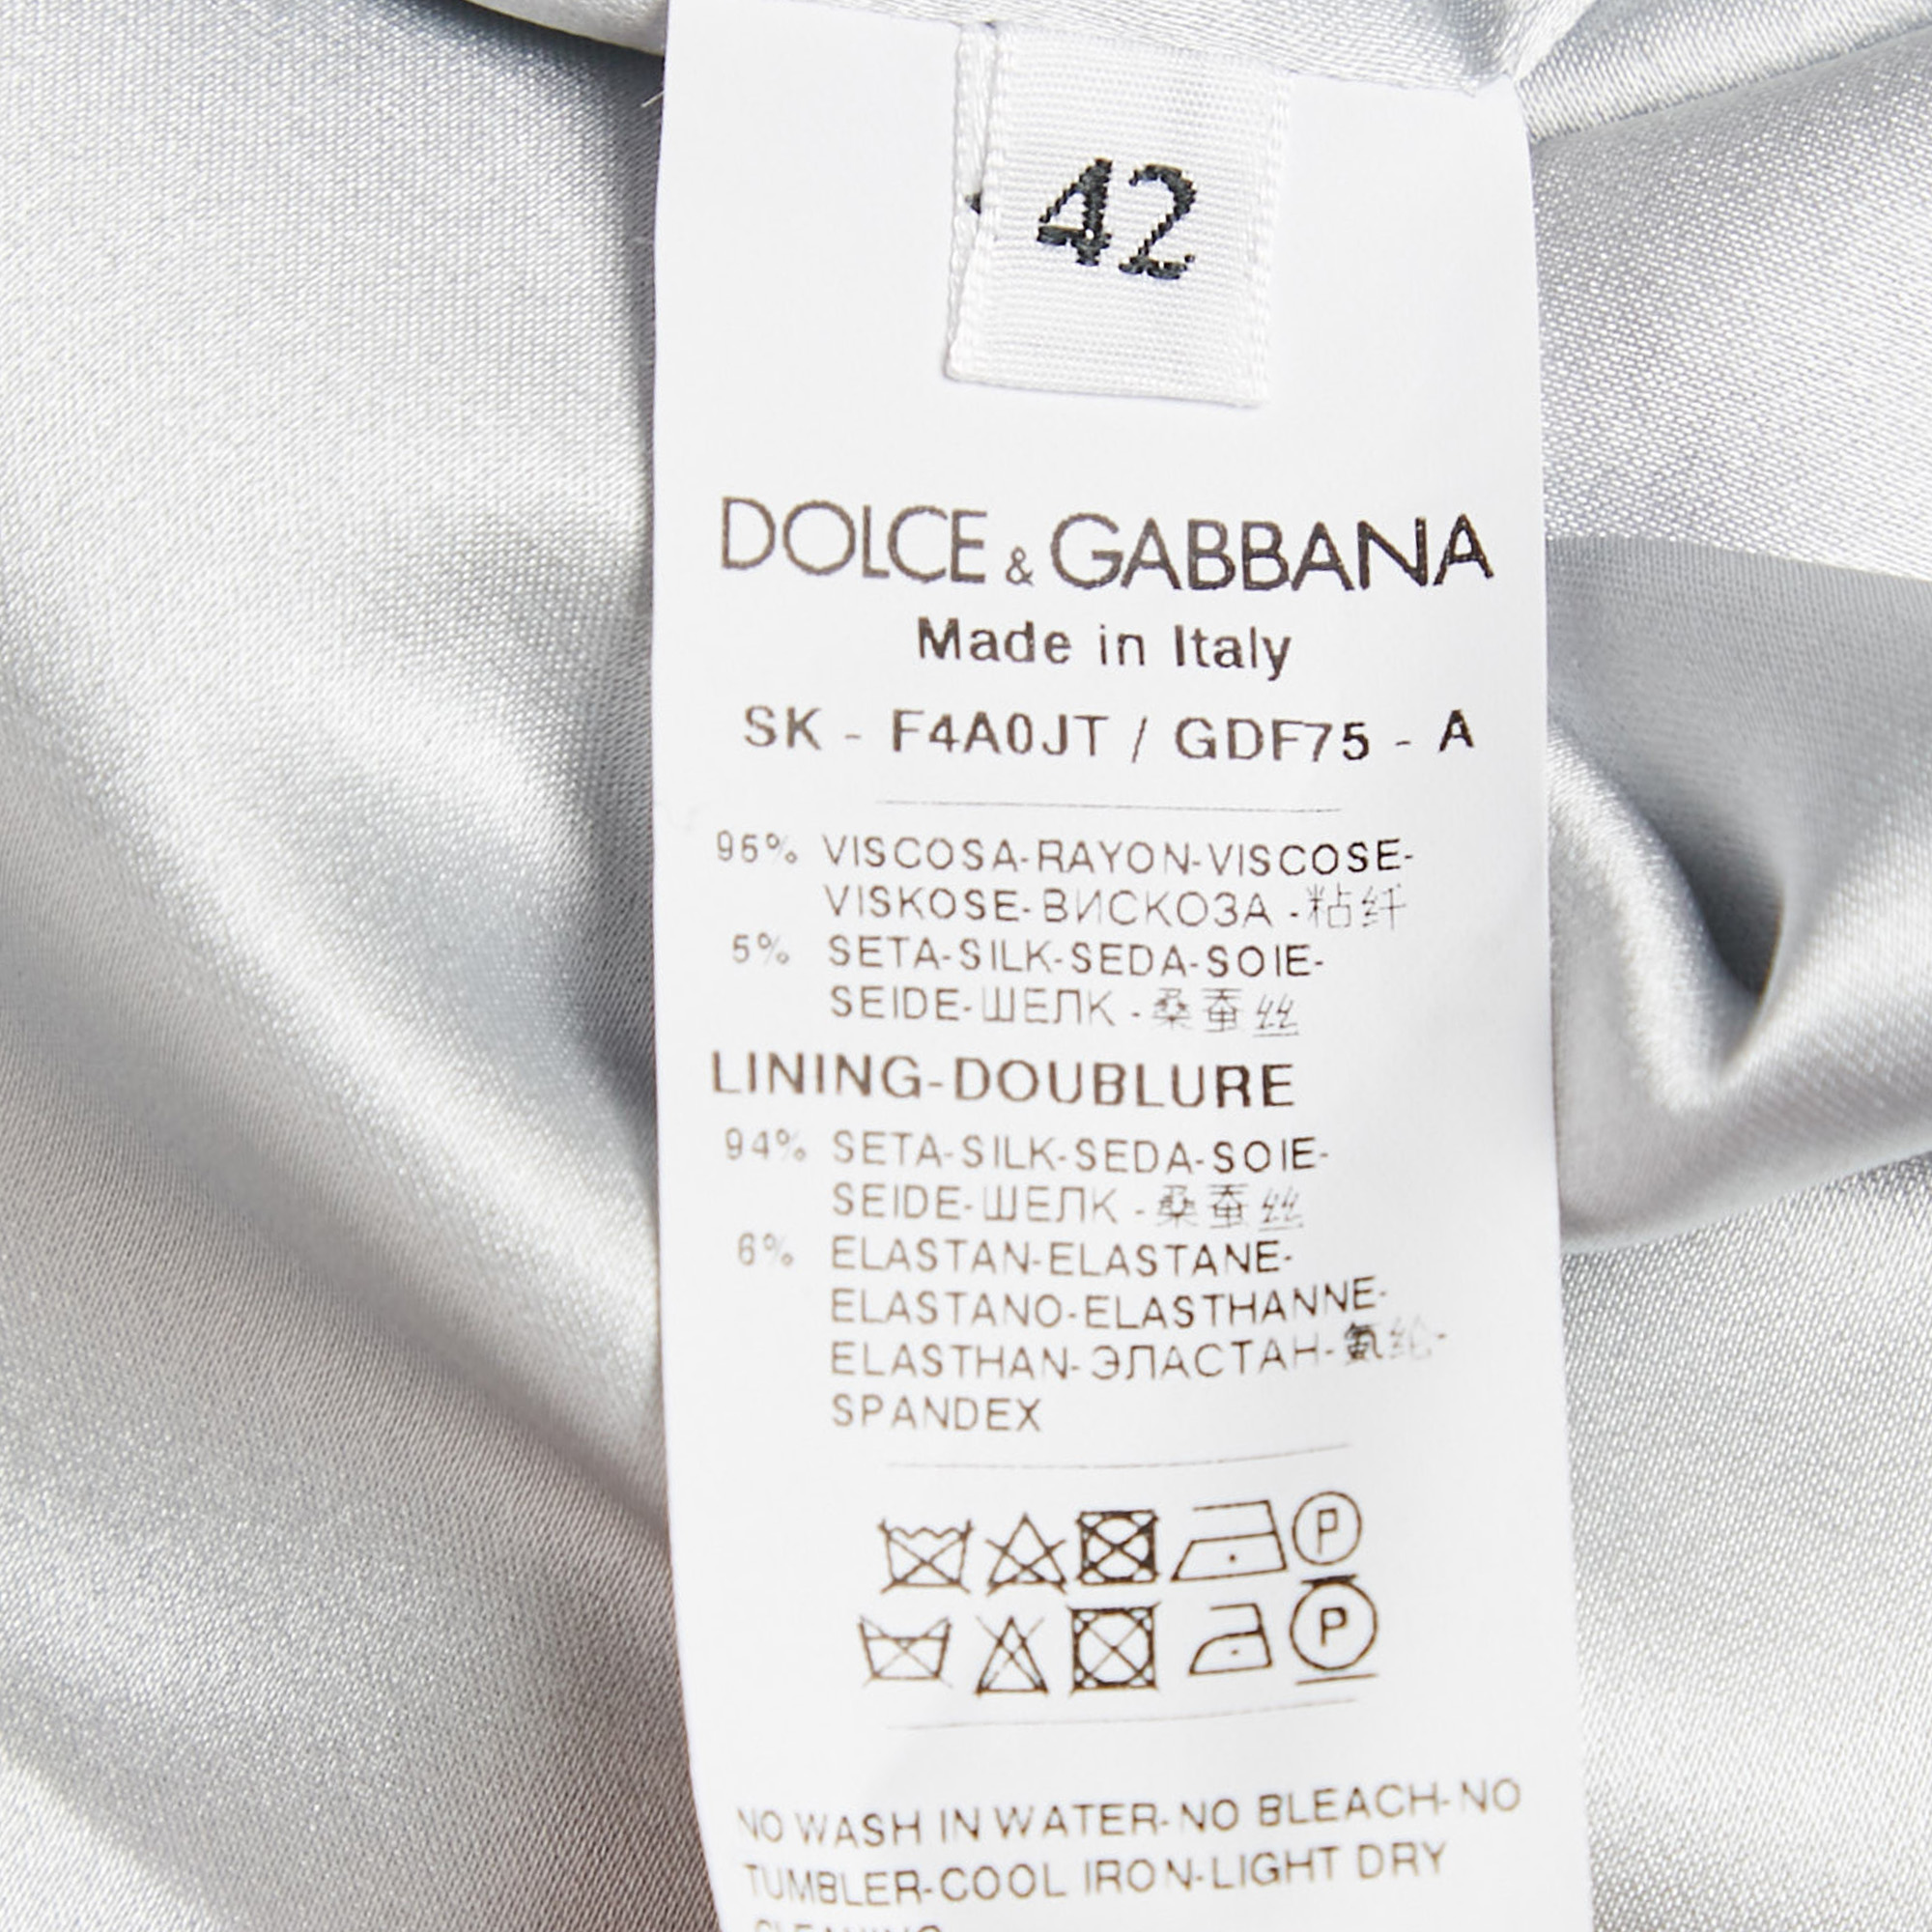 42
DOLCE & GABBANA
Made in Italy
SK - F4A0JT / GDF75 - A
95% VISCOSA-RAYON-VISCOSE-
VISKOSE-ВИСКОЗА -粘纤
5% SETA-SILK-SEDA-SOIE-
SEIDE-ШЕЛК -桑蚕丝
LINING-DOUBLURE
94% SETA-SILK-SEDA-SOIE-
SEIDE-ШЕЛК -桑蚕丝
6% ELASTAN-ELASTANE-
ELASTANO-ELASTHANNE-
ELASTHAN-ЭЛАСТАН-氨纶-
SPANDEX
P
P
NO WASH IN WATER-NO BLEACH-NO
TUMBLER-COOL IRON-LIGHT DRY
CLEANING